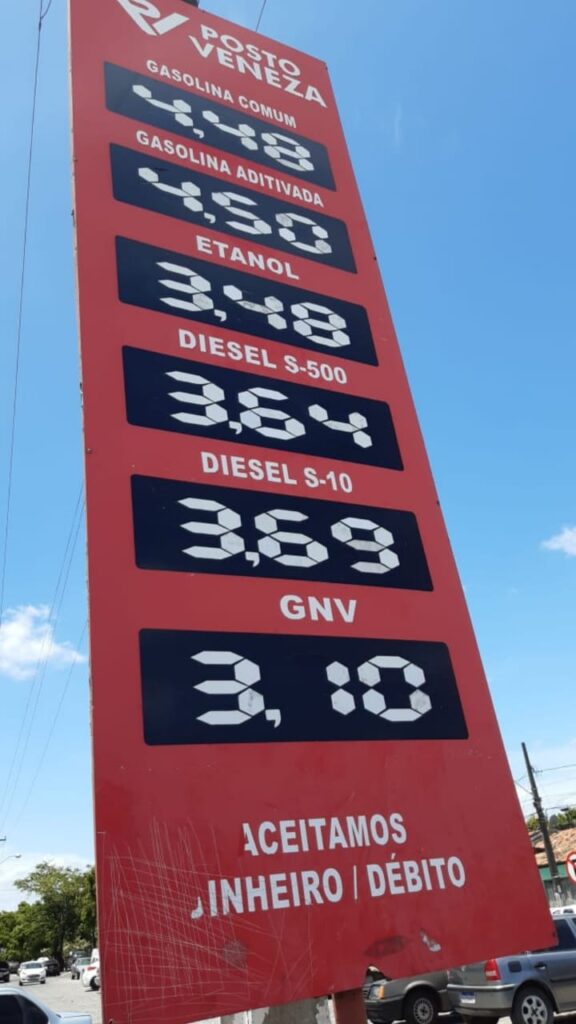 POSTO
VENEZA
GASOLINA COMUM
4,48
GASOLINA ADITIVADA
4,50
ETANOL
3,48
DIESEL S-500
3,64
DIESEL S-10
3,69
GNV
3,10
ACEITAMOS
DINHEIRO / DÉBITO